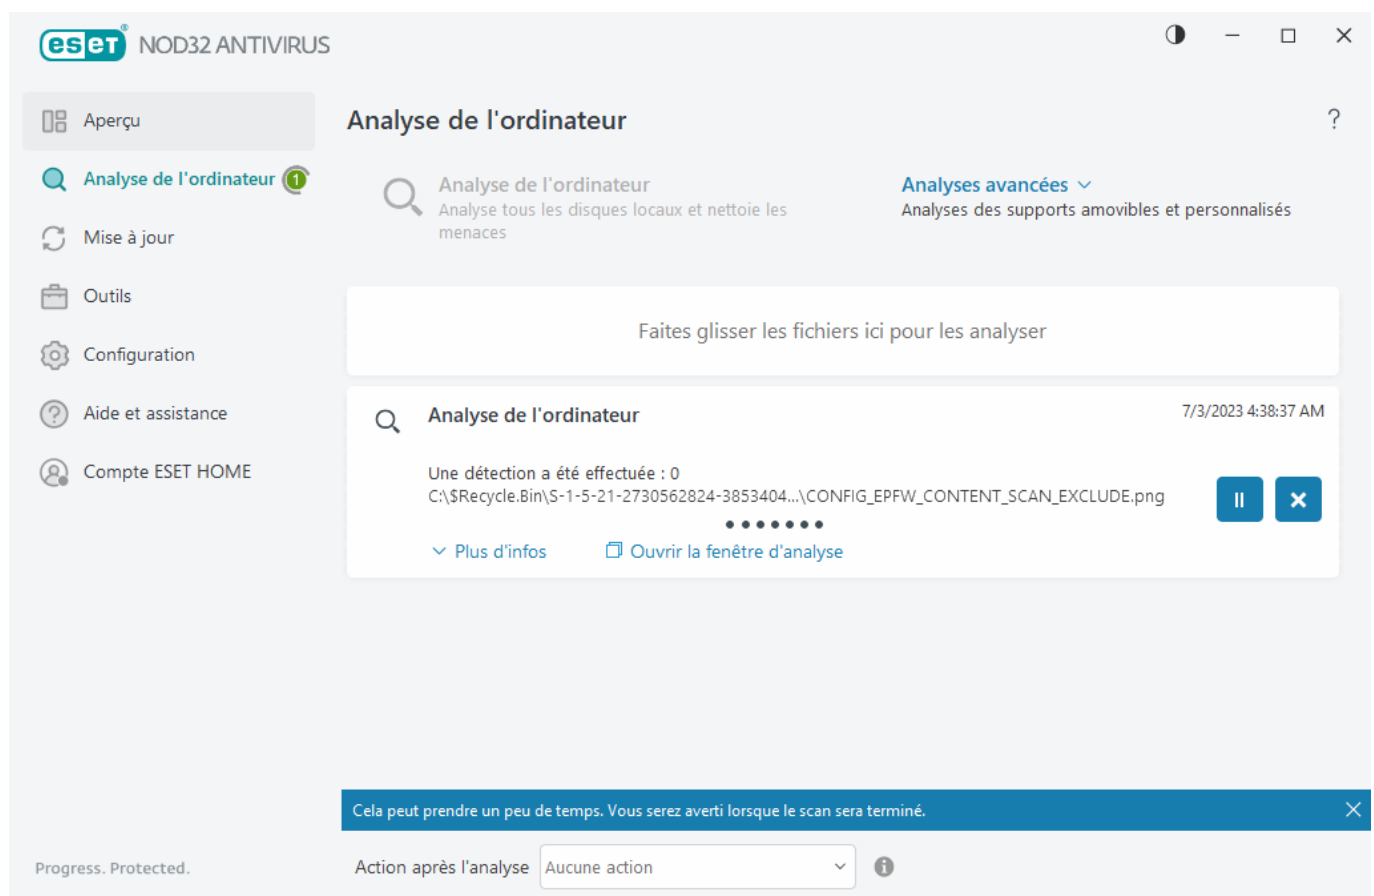 eset® NOD32 ANTIVIRUS
Aperçu
Analyse de l'ordinateur 1
Mise à jour
Outils
Configuration
Aide et assistance
Compte ESET HOME
Progress. Protected.
Analyse de l'ordinateur
?
Analyse de l'ordinateur
Analyse tous les disques locaux et nettoie les
menaces
Analyses avancées
Analyses des supports amovibles et personnalisés
Faites glisser les fichiers ici pour les analyser
Analyse de l'ordinateur
7/3/2023 4:38:37 AM
Une détection a été effectuée : 0
C:\$Recycle.Bin\S-1-5-21-2730562824-3853404...\CONFIG_EPFW_CONTENT_SCAN_EXCLUDE.png
Plus d'infos
Ouvrir la fenêtre d'analyse
Cela peut prendre un peu de temps. Vous serez averti lorsque le scan sera terminé.
Action après l'analyse
Aucune action